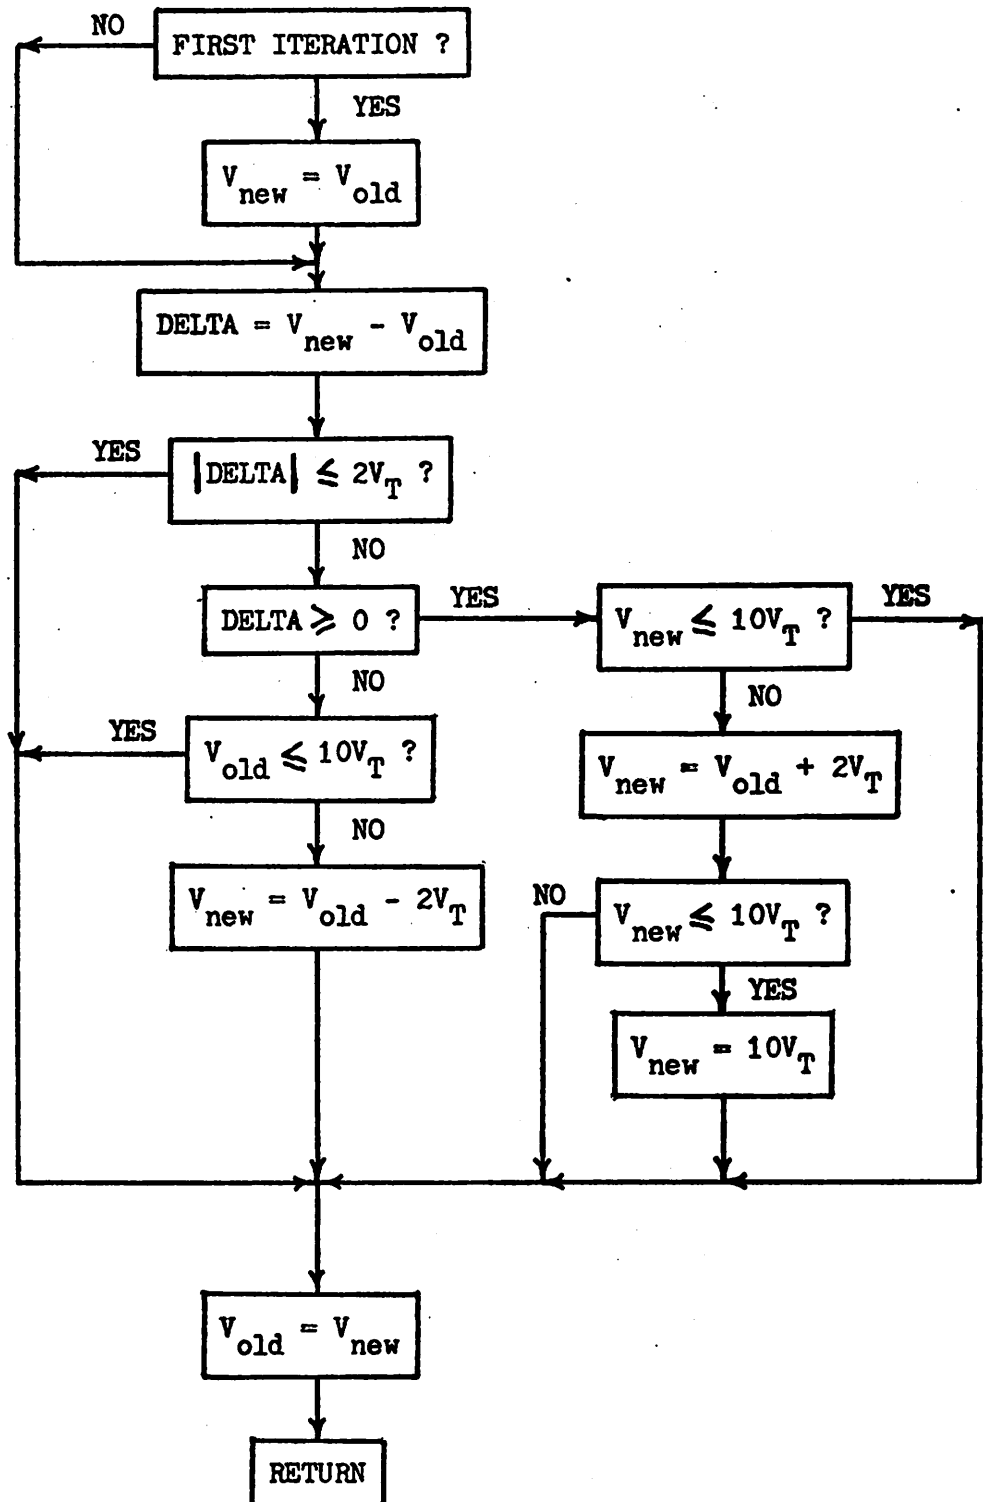 NO
FIRST ITERATION ?
YES
V_new = V_old
DELTA = V_new - V_old
YES
|DELTA| ≤ 2V_T ?
NO
DELTA ≥ 0 ?
YES
V_new ≤ 10V_T ?
YES
NO
NO
YES
V_old ≤ 10V_T ?
V_new = V_old + 2V_T
NO
V_new = V_old - 2V_T
NO
V_new ≤ 10V_T ?
YES
V_new = 10V_T
V_old = V_new
RETURN